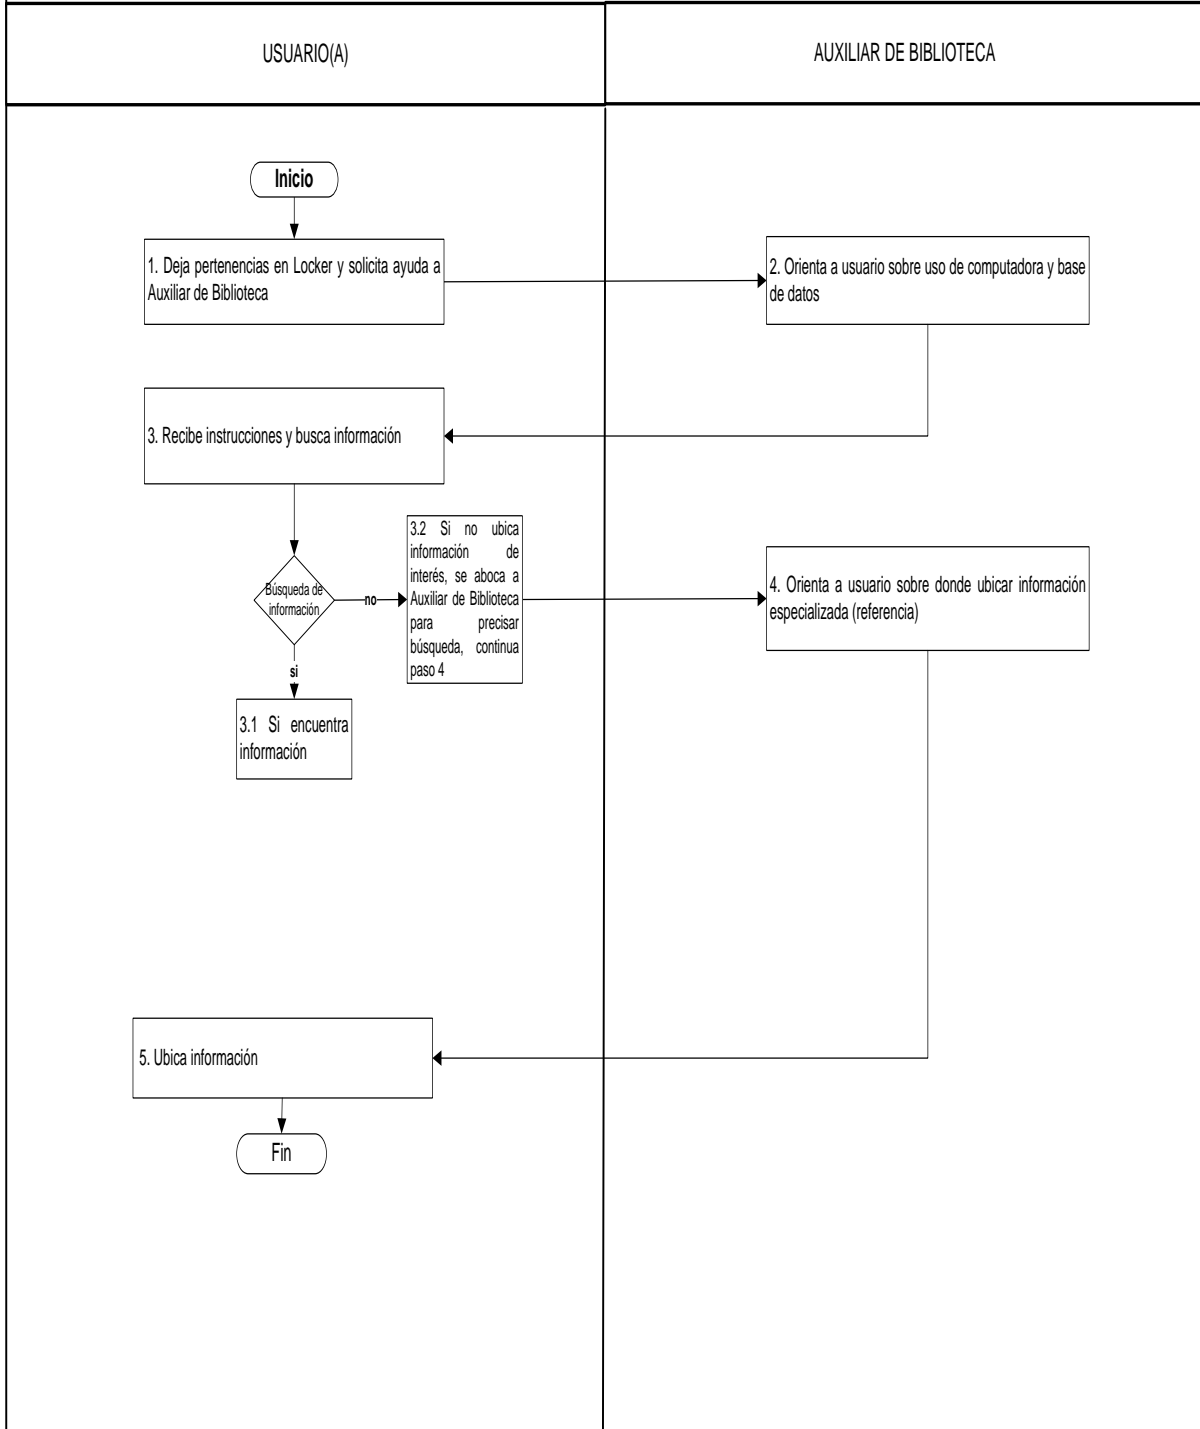 USUARIO(A)
AUXILIAR DE BIBLIOTECA
Inicio
1. Deja pertenencias en Locker y solicita ayuda a
Auxiliar de Biblioteca
2. Orienta a usuario sobre uso de computadora y base
de datos
3. Recibe instrucciones y busca información
Búsqueda de
información
no
3.2 Si no ubica
información de
interés, se aboca a
Auxiliar de Biblioteca
para precisar
búsqueda, continua
paso 4
4. Orienta a usuario sobre donde ubicar información
especializada (referencia)
si
3.1 Si encuentra
información
5. Ubica información
Fin